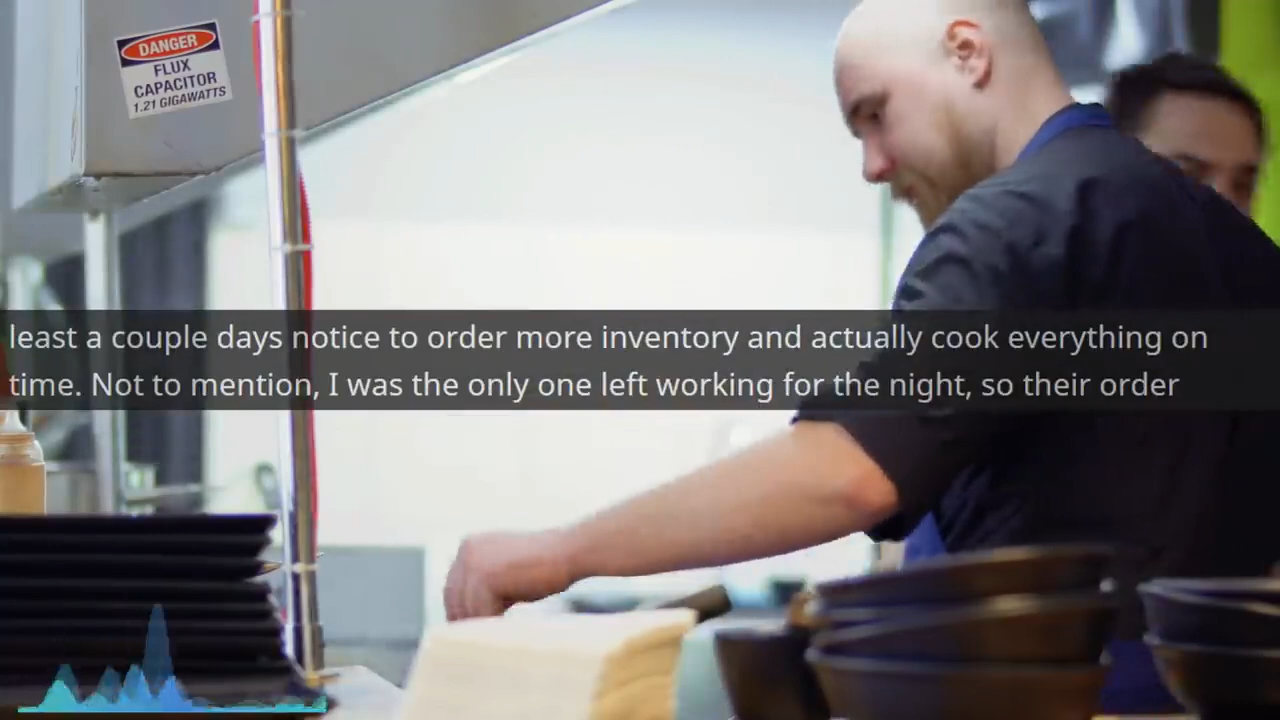 DANGER
FLUX
CAPACITOR
1.21 GIGAWATTS
least a couple days notice to order more inventory and actually cook everything on
time. Not to mention, I was the only one left working for the night, so their order